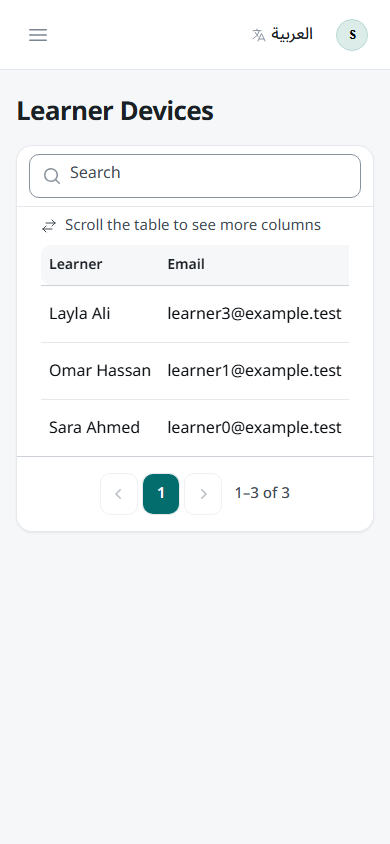 العربية
S
Learner Devices
Search
Scroll the table to see more columns
Learner Email
Layla Ali learner3@example.test
Omar Hassan learner1@example.test
Sara Ahmed learner0@example.test
1 1–3 of 3